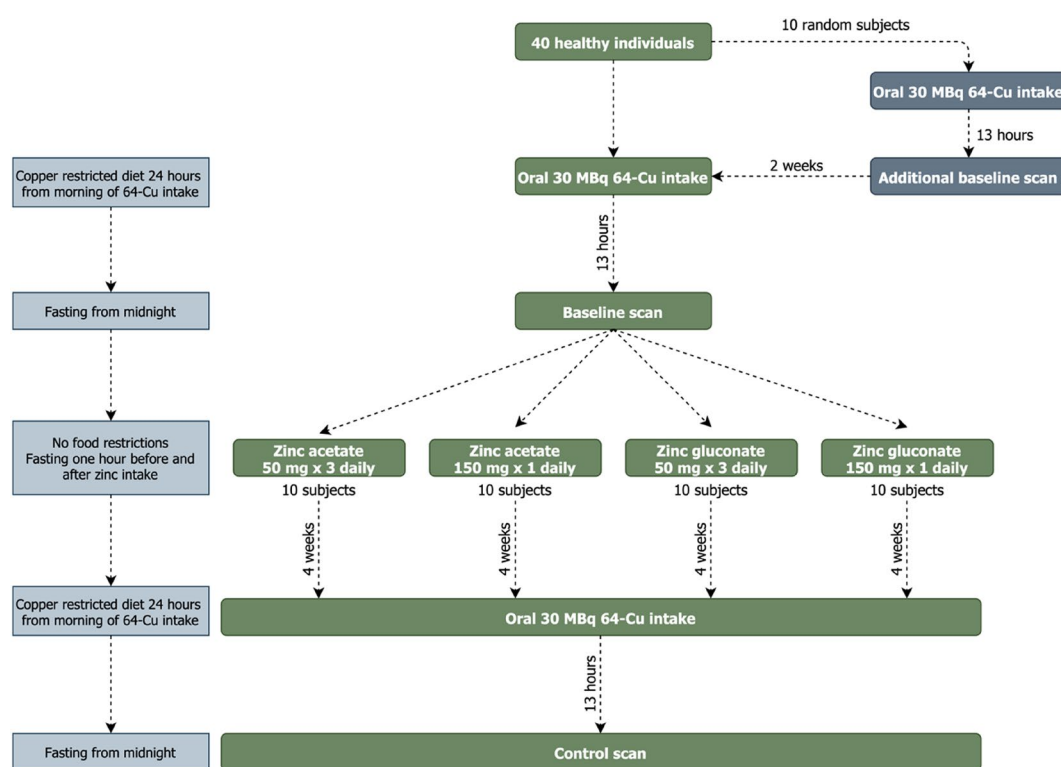 40 healthy individuals
10 random subjects
Oral 30 MBq 64-Cu intake
13 hours
Additional baseline scan
2 weeks
Oral 30 MBq 64-Cu intake
Copper restricted diet 24 hours
from morning of 64-Cu intake
13 hours
Fasting from midnight
Baseline scan
No food restrictions
Fasting one hour before and
after zinc intake
Zinc acetate
50 mg x 3 daily
10 subjects
Zinc acetate
150 mg x 1 daily
10 subjects
Zinc gluconate
50 mg x 3 daily
10 subjects
Zinc gluconate
150 mg x 1 daily
10 subjects
4 weeks
4 weeks
4 weeks
4 weeks
Copper restricted diet 24 hours
from morning of 64-Cu intake
Oral 30 MBq 64-Cu intake
13 hours
Fasting from midnight
Control scan